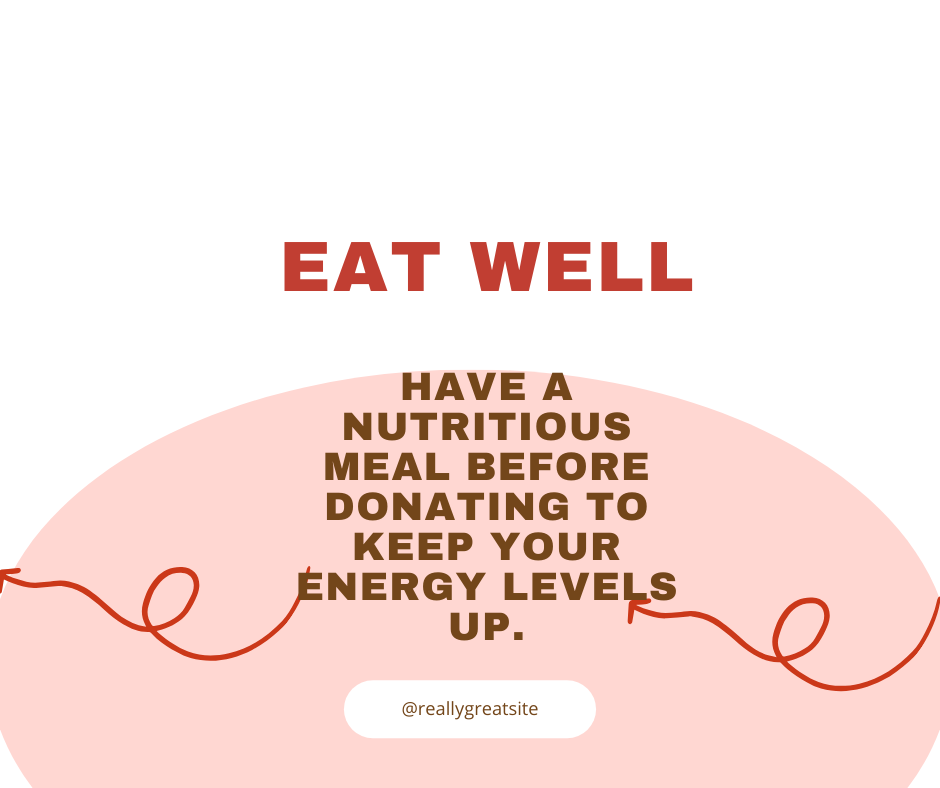 EAT WELL
HAVE A
NUTRITIOUS
MEAL BEFORE
DONATING TO
KEEP YOUR
ENERGY LEVELS
UP.
@reallygreatsite